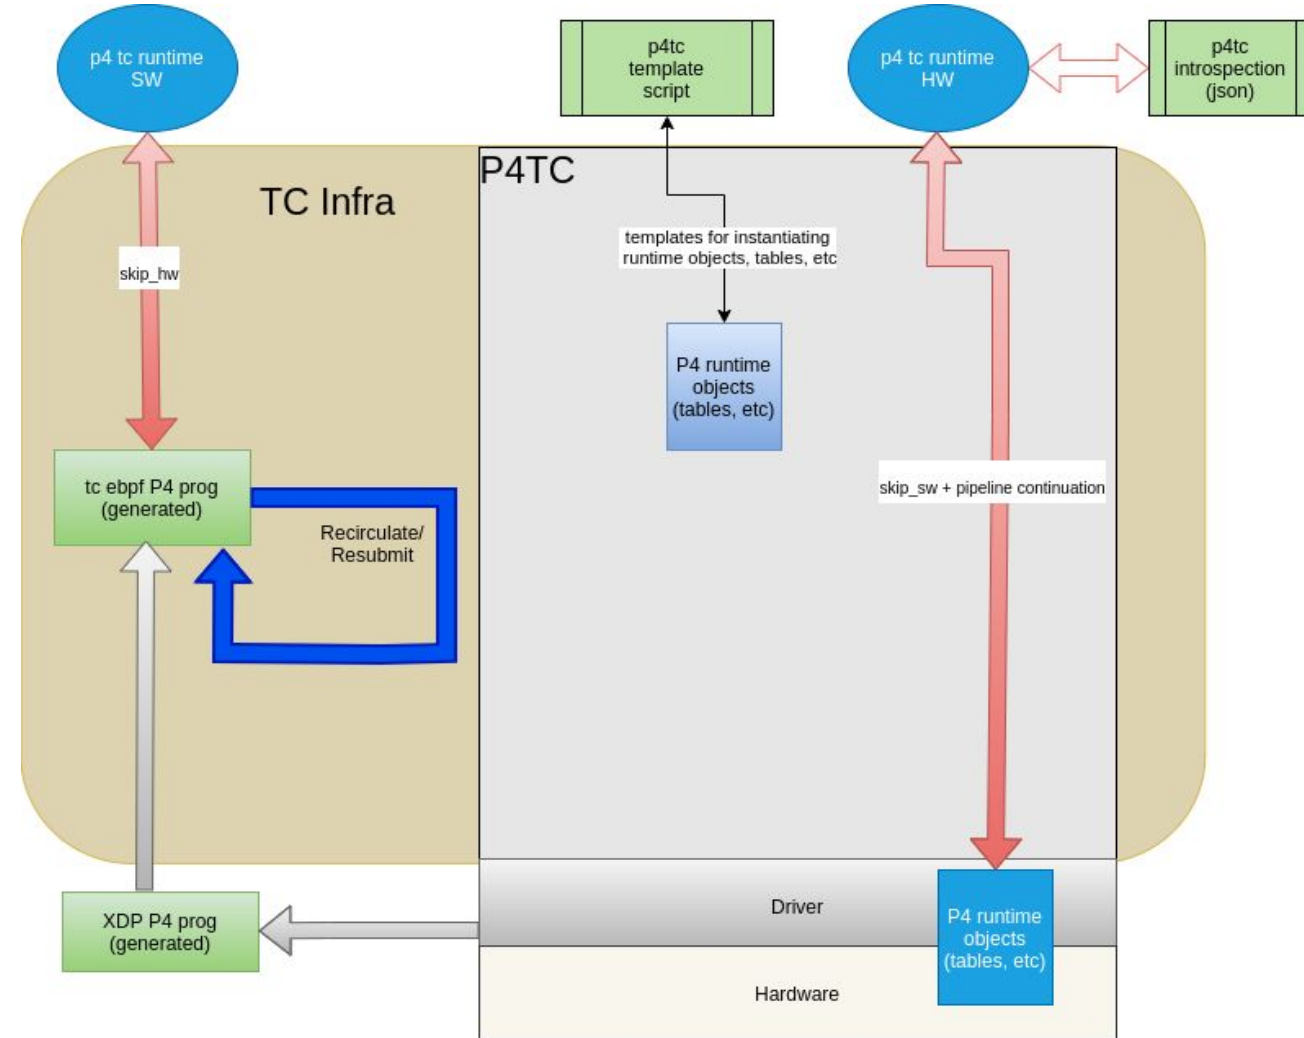 p4 tc runtime
SW
p4tc
template
script
p4 tc runtime
HW
p4tc
introspection
(json)
P4TC
TC Infra
templates for instantiating
runtime objects, tables, etc
skip_hw
P4 runtime
objects
(tables, etc)
tc ebpf P4 prog
(generated)
skip_sw + pipeline continuation
Recirculate/
Resubmit
XDP P4 prog
(generated)
Driver
P4 runtime
objects
(tables, etc)
Hardware